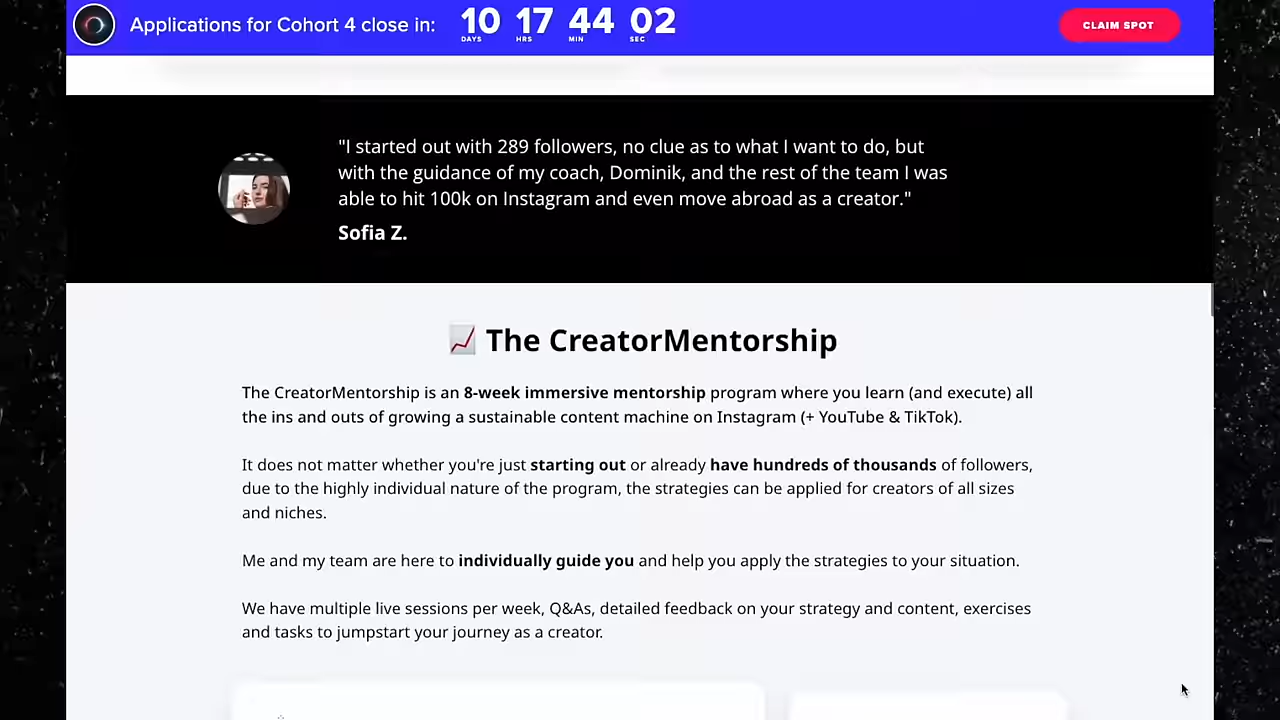 Applications for Cohort 4 close in:
10 17 44 02
DAYS HRS MIN SEC
CLAIM SPOT
"I started out with 289 followers, no clue as to what I want to do, but
with the guidance of my coach, Dominik, and the rest of the team I was
able to hit 100k on Instagram and even move abroad as a creator."
Sofia Z.
The CreatorMentorship
The CreatorMentorship is an 8-week immersive mentorship program where you learn (and execute) all
the ins and outs of growing a sustainable content machine on Instagram (+ YouTube & TikTok).
It does not matter whether you're just starting out or already have hundreds of thousands of followers,
due to the highly individual nature of the program, the strategies can be applied for creators of all sizes
and niches.
Me and my team are here to individually guide you and help you apply the strategies to your situation.
We have multiple live sessions per week, Q&As, detailed feedback on your strategy and content, exercises
and tasks to jumpstart your journey as a creator.